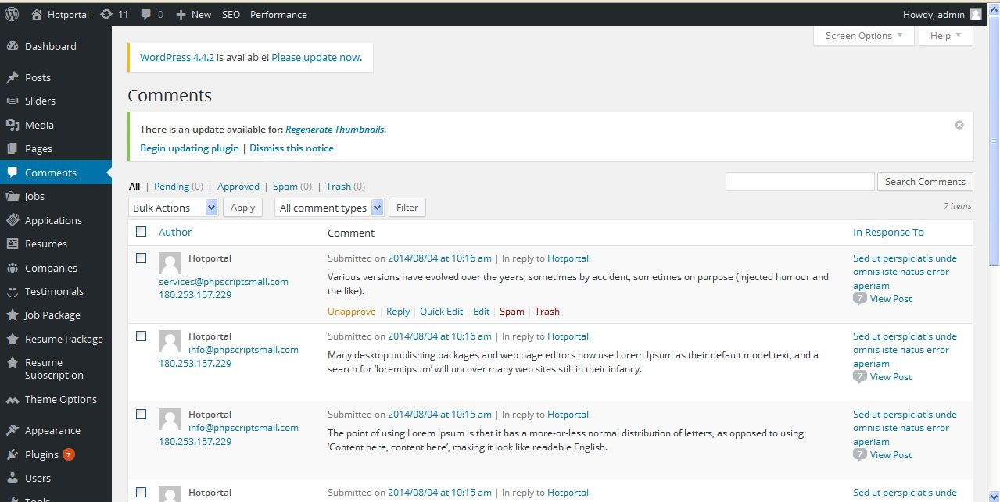 Hotportal 11 0 New SEO Performance Howdy, admin
Screen Options Help
Dashboard
Posts
Sliders
Media
Pages
Comments
Jobs
Applications
Resumes
Companies
Testimonials
Job Package
Resume Package
Resume
Subscription
Theme Options
Appearance
Plugins 7
Users
Tools
WordPress 4.4.2 is available! Please update now.
Comments
There is an update available for: Regenerate Thumbnails.
Begin updating plugin | Dismiss this notice
All | Pending (0) | Approved | Spam (0) | Trash (0)
Search Comments
Bulk Actions Apply All comment types Filter
7 items
Author Comment In Response To
Hotportal
services@phpscriptsmall.com
180.253.157.229
Submitted on 2014/08/04 at 10:16 am | In reply to Hotportal.
Various versions have evolved over the years, sometimes by accident, sometimes on purpose (injected humour and
the like).
Unapprove | Reply | Quick Edit | Edit | Spam | Trash
Sed ut perspiciatis unde
omnis iste natus error
aperiam
7 View Post
Hotportal
info@phpscriptsmall.com
180.253.157.229
Submitted on 2014/08/04 at 10:16 am | In reply to Hotportal.
Many desktop publishing packages and web page editors now use Lorem Ipsum as their default model text, and a
search for ‘lorem ipsum’ will uncover many web sites still in their infancy.
Sed ut perspiciatis unde
omnis iste natus error
aperiam
7 View Post
Hotportal
info@phpscriptsmall.com
180.253.157.229
Submitted on 2014/08/04 at 10:15 am | In reply to Hotportal.
The point of using Lorem Ipsum is that it has a more-or-less normal distribution of letters, as opposed to using
‘Content here, content here’, making it look like readable English.
Sed ut perspiciatis unde
omnis iste natus error
aperiam
7 View Post
Hotportal
Submitted on 2014/08/04 at 10:15 am | In reply to Hotportal.
Sed ut perspiciatis unde